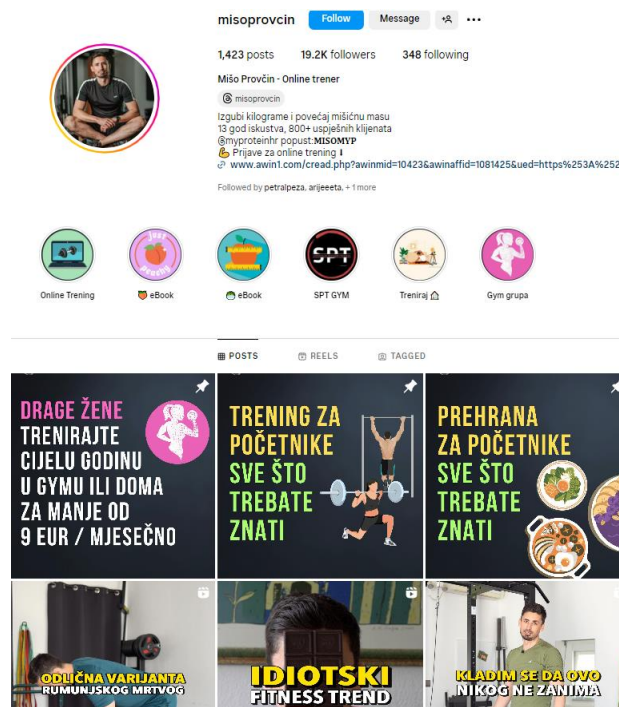 misoprovcin
Follow
Message
1,423 posts
19.2K followers
348 following
Mišo Provčin - Online trener
misoprovcin
Izgubi kilograme i povećaj mišićnu masu
13 god iskustva, 800+ uspješnih klijenata
@myproteinhr popust:MISOMYP
💪 Prijave za online trening ⬇
www.awin1.com/cread.php?awinmid=10423&awinaffid=1081425&ued=https%253A%252
Followed by petralpeza, arijeeeta, + 1 more
just
peachy
SPT
Online Trening
🍑 eBook
🥗 eBook
SPT GYM
Treniraj 🏠
Gym grupa
POSTS
REELS
TAGGED
DRAGE ŽENE
TRENIRAJTE
CIJELU GODINU
U GYMU ILI DOMA
ZA MANJE OD
9 EUR / MJESEČNO
TRENING ZA
POČETNIKE
SVE ŠTO
TREBATE
ZNATI
PREHRANA
ZA POČETNIKE
SVE ŠTO
TREBATE
ZNATI
ODLIČNA VARIJANTA
RUMUNJSKOG MRTVOG
IDIOTSKI
FITNESS TREND
KLADIM SE DA OVO
NIKOG NE ZANIMA